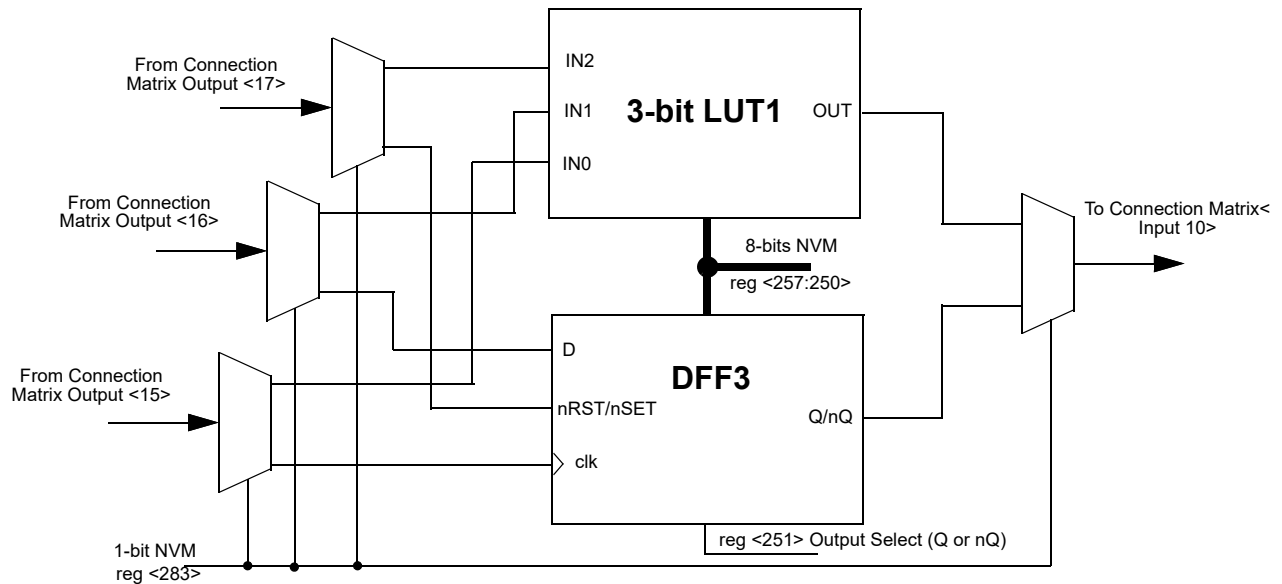 From Connection
Matrix Output <17>
IN2
IN1
IN0
3-bit LUT1
OUT
From Connection
Matrix Output <16>
To Connection Matrix<
Input 10>
8-bits NVM
reg <257:250>
D
DFF3
From Connection
Matrix Output <15>
nRST/nSET
Q/nQ
clk
reg <251> Output Select (Q or nQ)
1-bit NVM
reg <283>